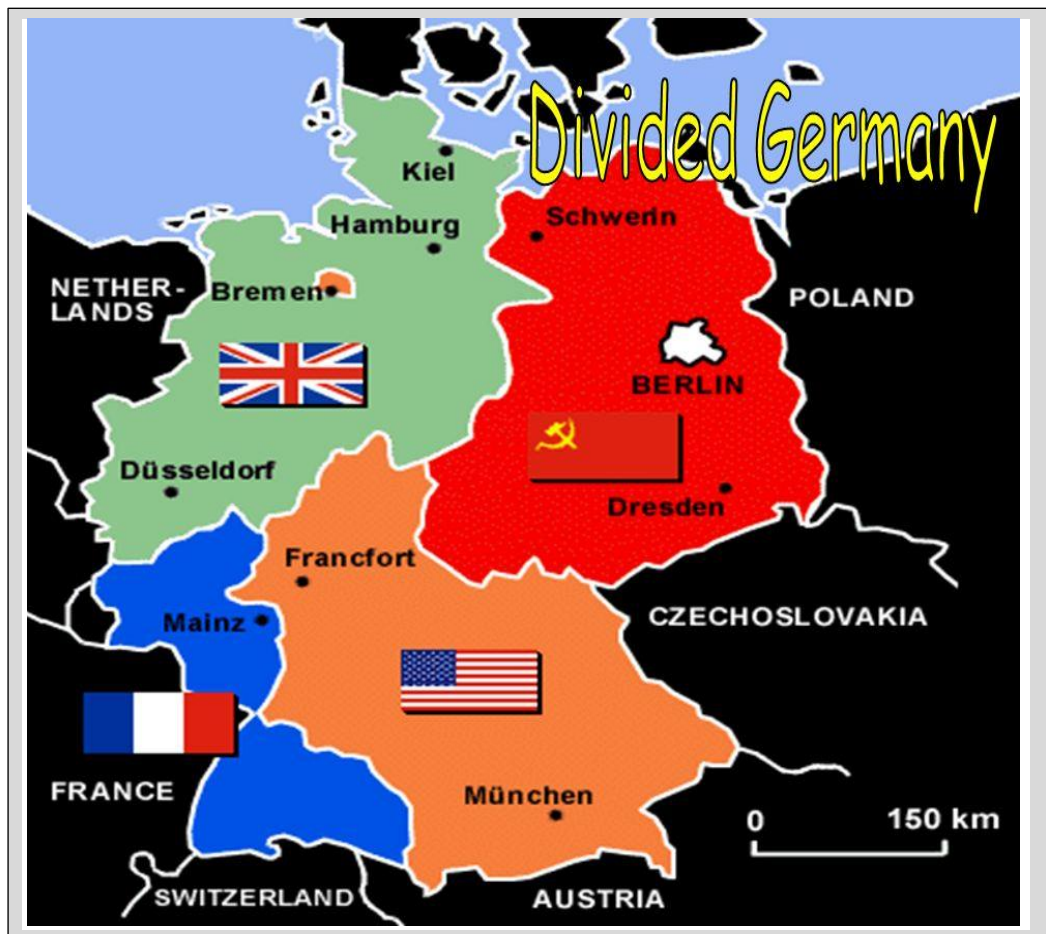 Divided Germany
Kiel
Schwerin
Hamburg
NETHER-
LANDS
Bremen
POLAND
BERLIN
Düsseldorf
Dresden
Francfort
Mainz
CZECHOSLOVAKIA
FRANCE
München
0 150 km
SWITZERLAND
AUSTRIA